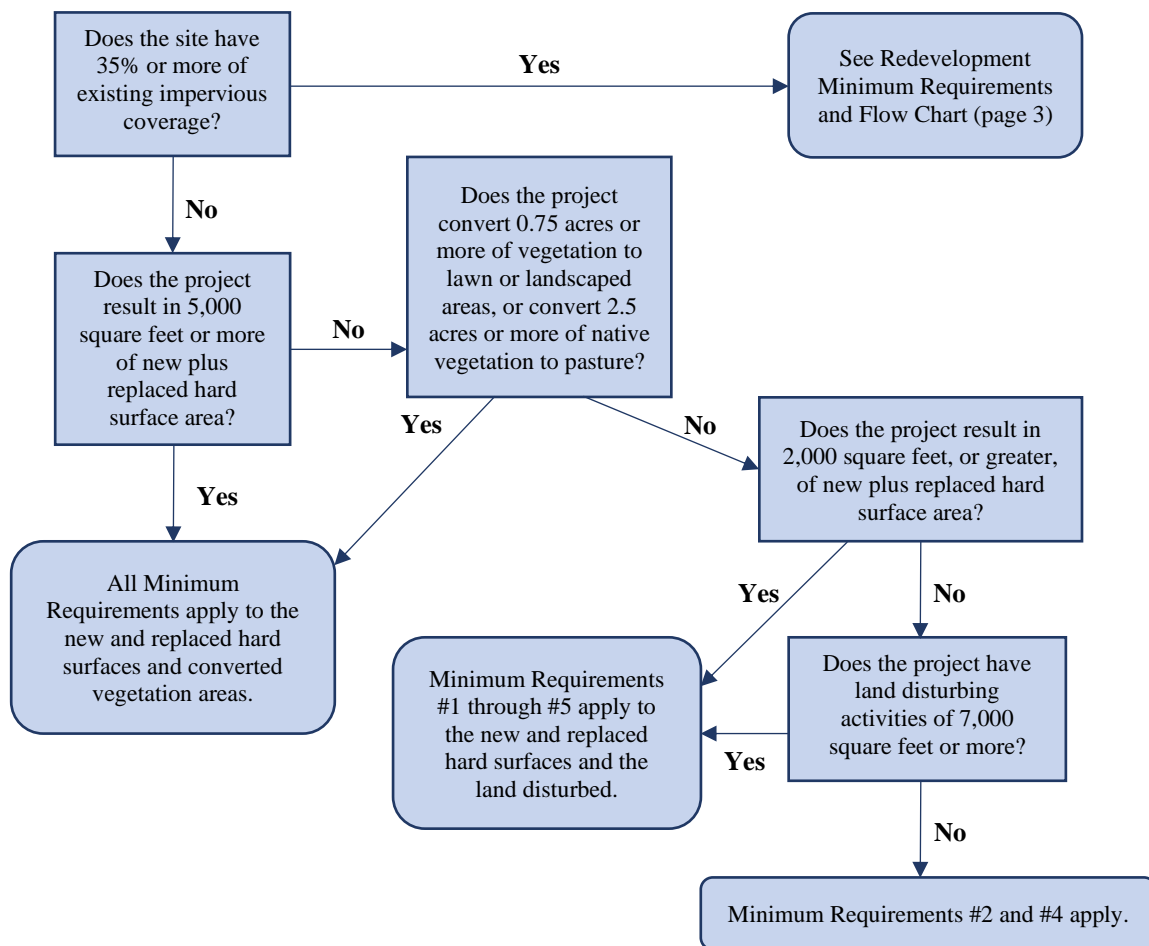 Does the site have
35% or more of
existing impervious
coverage?
Yes
See Redevelopment
Minimum Requirements
and Flow Chart (page 3)
No
Does the project
result in 5,000
square feet or more
of new plus
replaced hard
surface area?
No
Does the project
convert 0.75 acres or
more of vegetation to
lawn or landscaped
areas, or convert 2.5
acres or more of native
vegetation to pasture?
Yes
All Minimum
Requirements apply to the
new and replaced hard
surfaces and converted
vegetation areas.
Yes
No
Does the project result in
2,000 square feet, or greater,
of new plus replaced hard
surface area?
Yes
No
Minimum Requirements
#1 through #5 apply to
the new and replaced
hard surfaces and the
land disturbed.
Yes
Does the project have
land disturbing
activities of 7,000
square feet or more?
No
Minimum Requirements #2 and #4 apply.